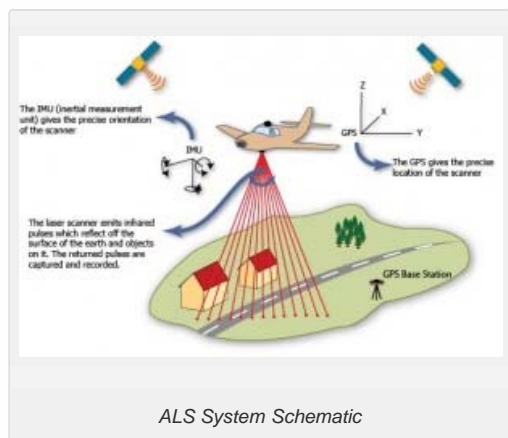 The IMU (inertial measurement
unit) gives the precise orientation
of the scanner
IMU
Z
X
GPS
Y
The GPS gives the precise
location of the scanner
The laser scanner emits infrared
pulses which reflect off the
surface of the earth and objects
on it. The returned pulses are
captured and recorded.
GPS Base Station
ALS System Schematic